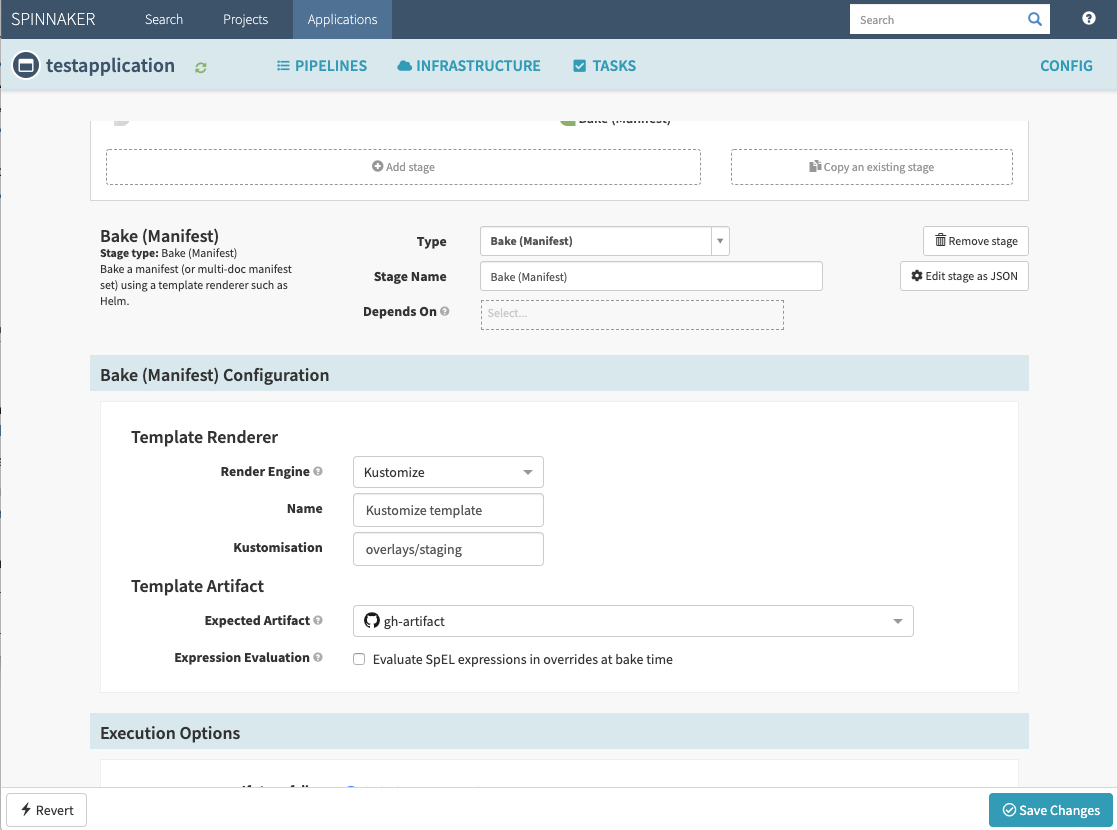 SPINNAKER Search Projects Applications Search
testapplication PIPELINES INFRASTRUCTURE TASKS CONFIG
Bake (Manifest)
Add stage Copy an existing stage
Bake (Manifest)
Stage type: Bake (Manifest)
Bake a manifest (or multi-doc manifest
set) using a template renderer such as
Helm.
Type Bake (Manifest) Remove stage
Stage Name Bake (Manifest) Edit stage as JSON
Depends On Select...
Bake (Manifest) Configuration
Template Renderer
Render Engine Kustomize
Name Kustomize template
Kustomisation overlays/staging
Template Artifact
Expected Artifact gh-artifact
Expression Evaluation Evaluate SpEL expressions in overrides at bake time
Execution Options
Revert Save Changes